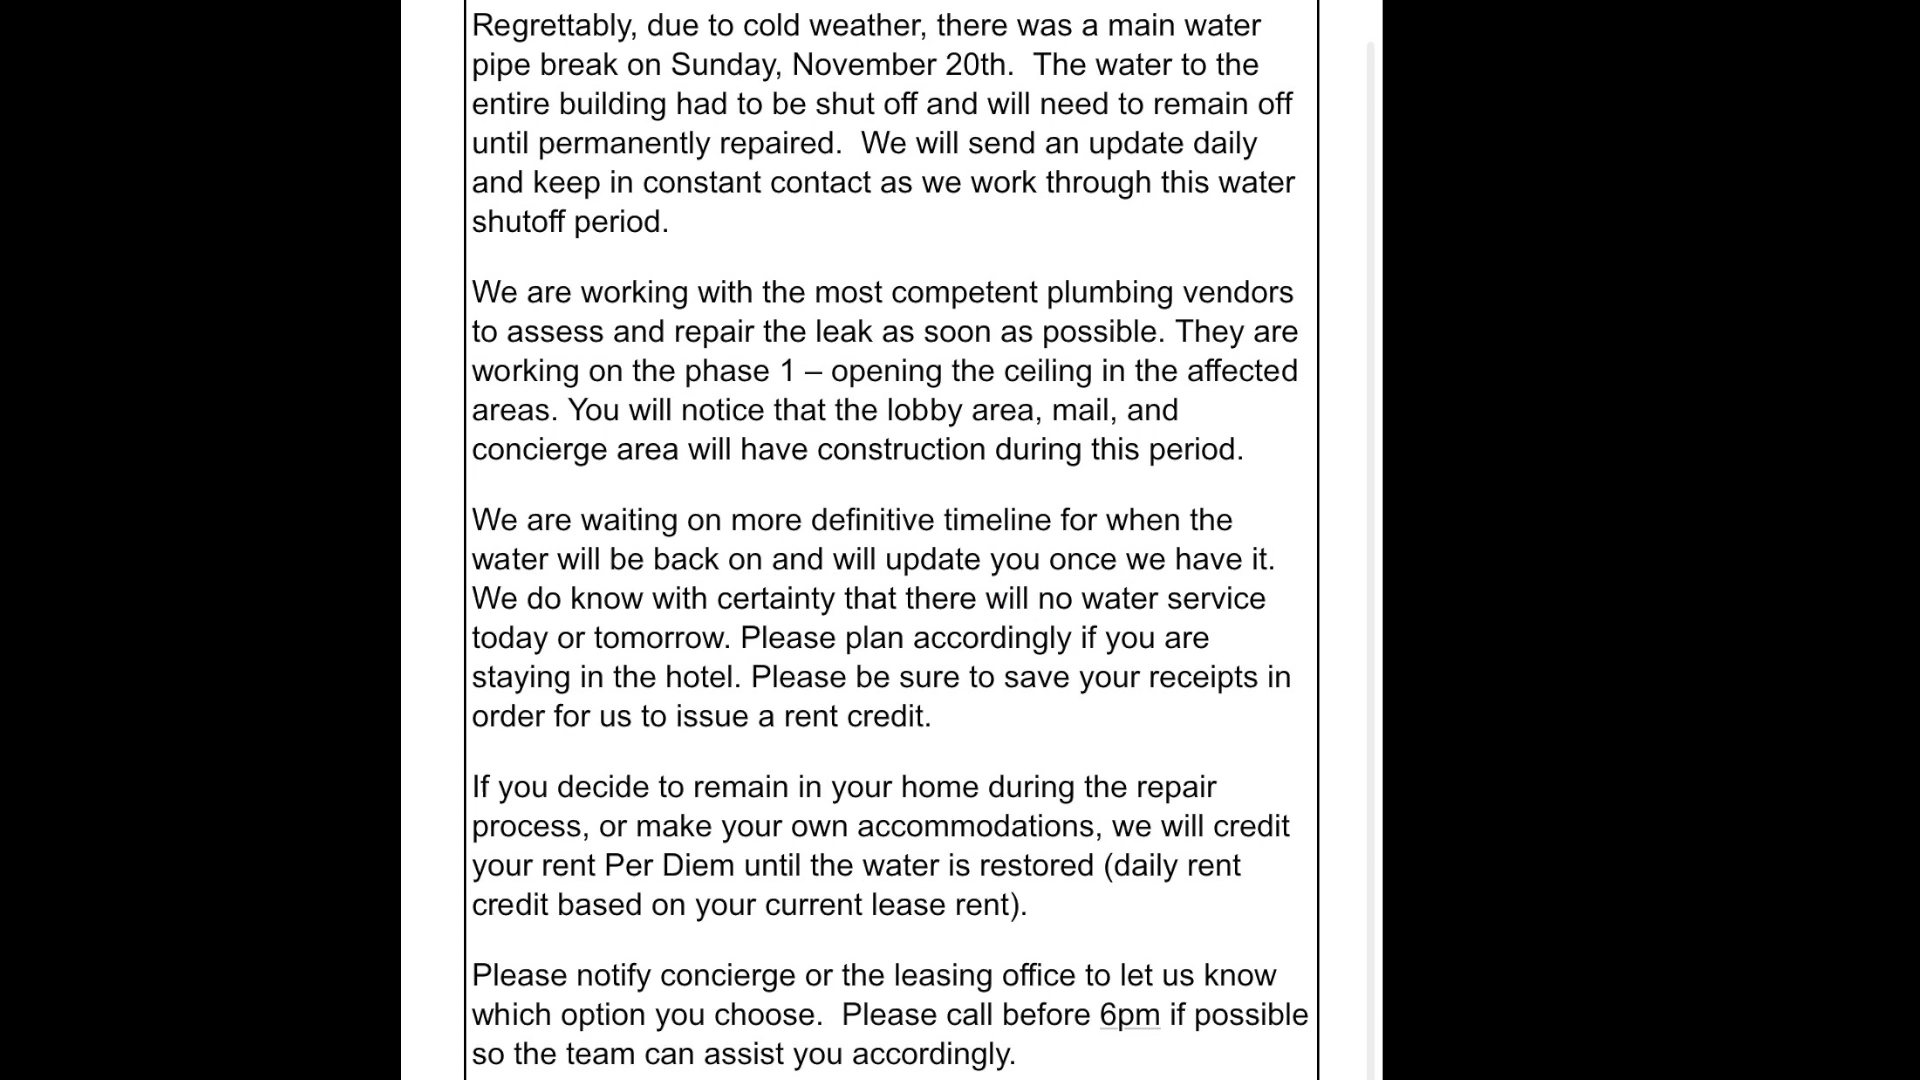 Regrettably, due to cold weather, there was a main water
pipe break on Sunday, November 20th.  The water to the
entire building had to be shut off and will need to remain off
until permanently repaired.  We will send an update daily
and keep in constant contact as we work through this water
shutoff period.
We are working with the most competent plumbing vendors
to assess and repair the leak as soon as possible. They are
working on the phase 1 – opening the ceiling in the affected
areas. You will notice that the lobby area, mail, and
concierge area will have construction during this period.
We are waiting on more definitive timeline for when the
water will be back on and will update you once we have it.
We do know with certainty that there will no water service
today or tomorrow. Please plan accordingly if you are
staying in the hotel. Please be sure to save your receipts in
order for us to issue a rent credit.
If you decide to remain in your home during the repair
process, or make your own accommodations, we will credit
your rent Per Diem until the water is restored (daily rent
credit based on your current lease rent).
Please notify concierge or the leasing office to let us know
which option you choose.  Please call before 6pm if possible
so the team can assist you accordingly.